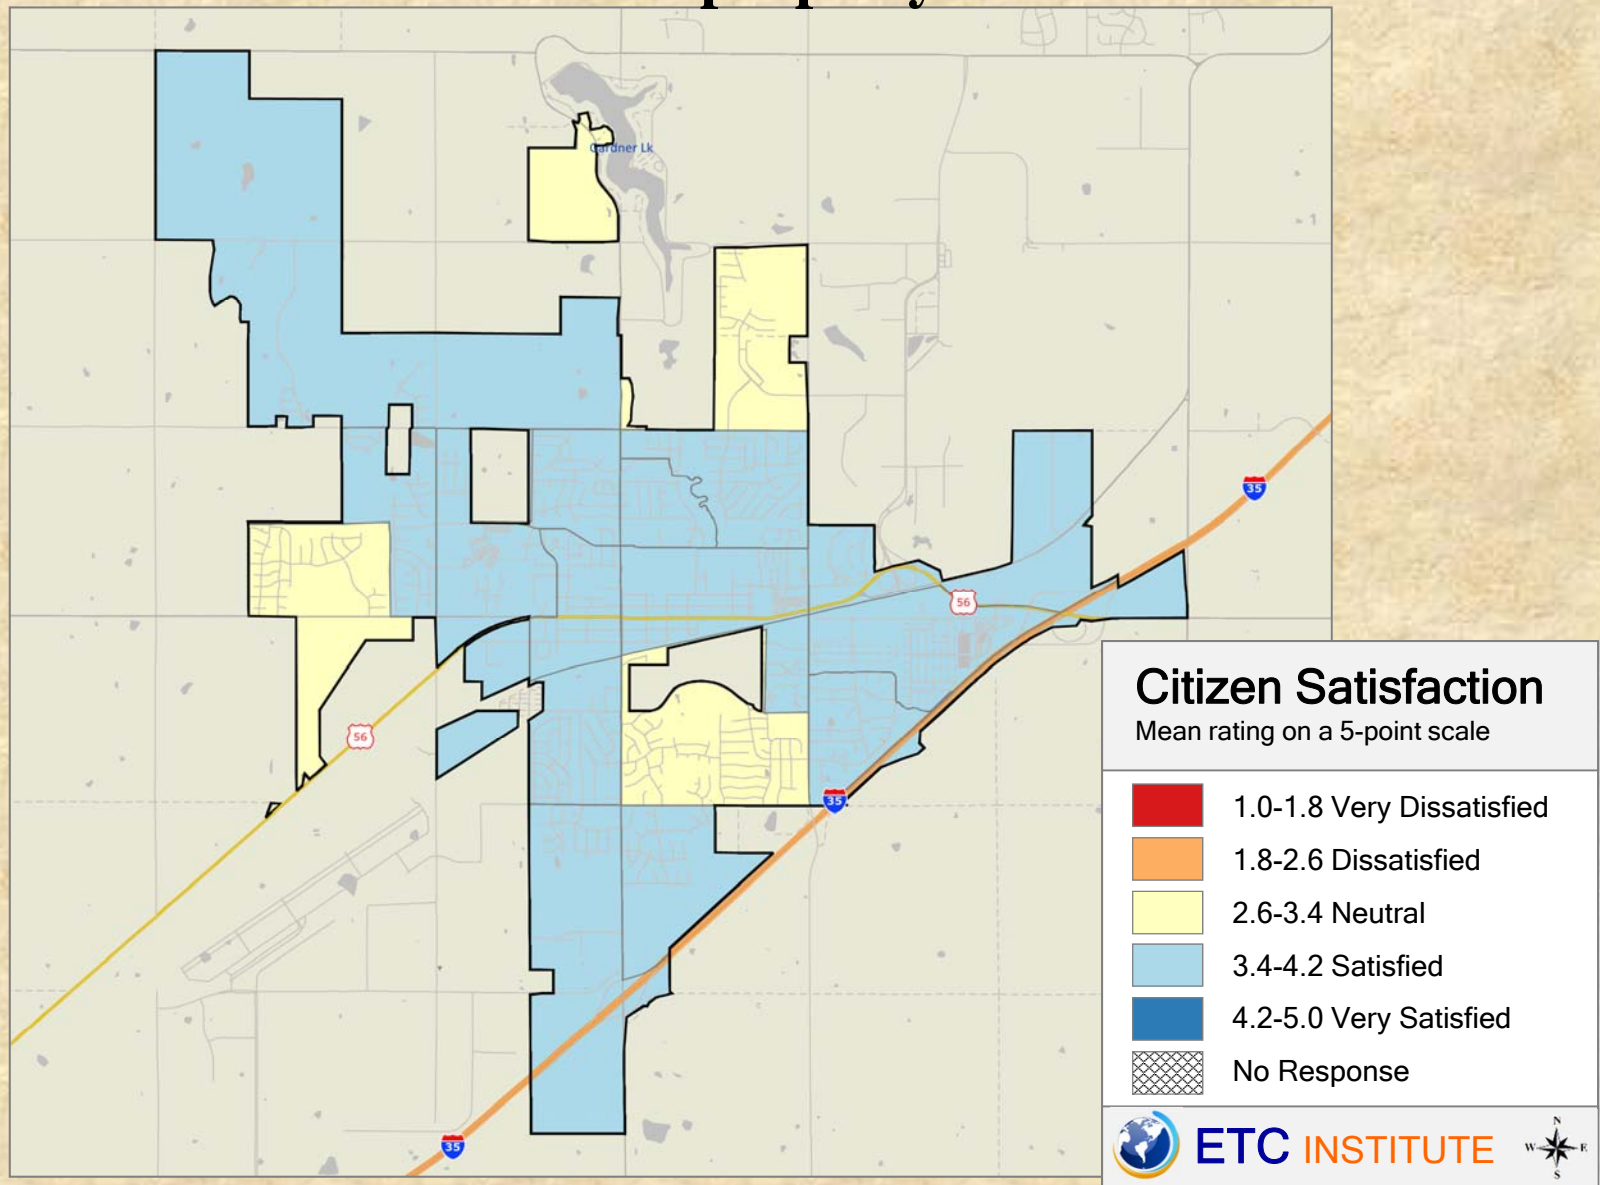 Gardner Lk
35
56
56
35
35
Citizen Satisfaction
Mean rating on a 5-point scale
1.0-1.8 Very Dissatisfied
1.8-2.6 Dissatisfied
2.6-3.4 Neutral
3.4-4.2 Satisfied
4.2-5.0 Very Satisfied
No Response
ETC INSTITUTE
N
W E
S